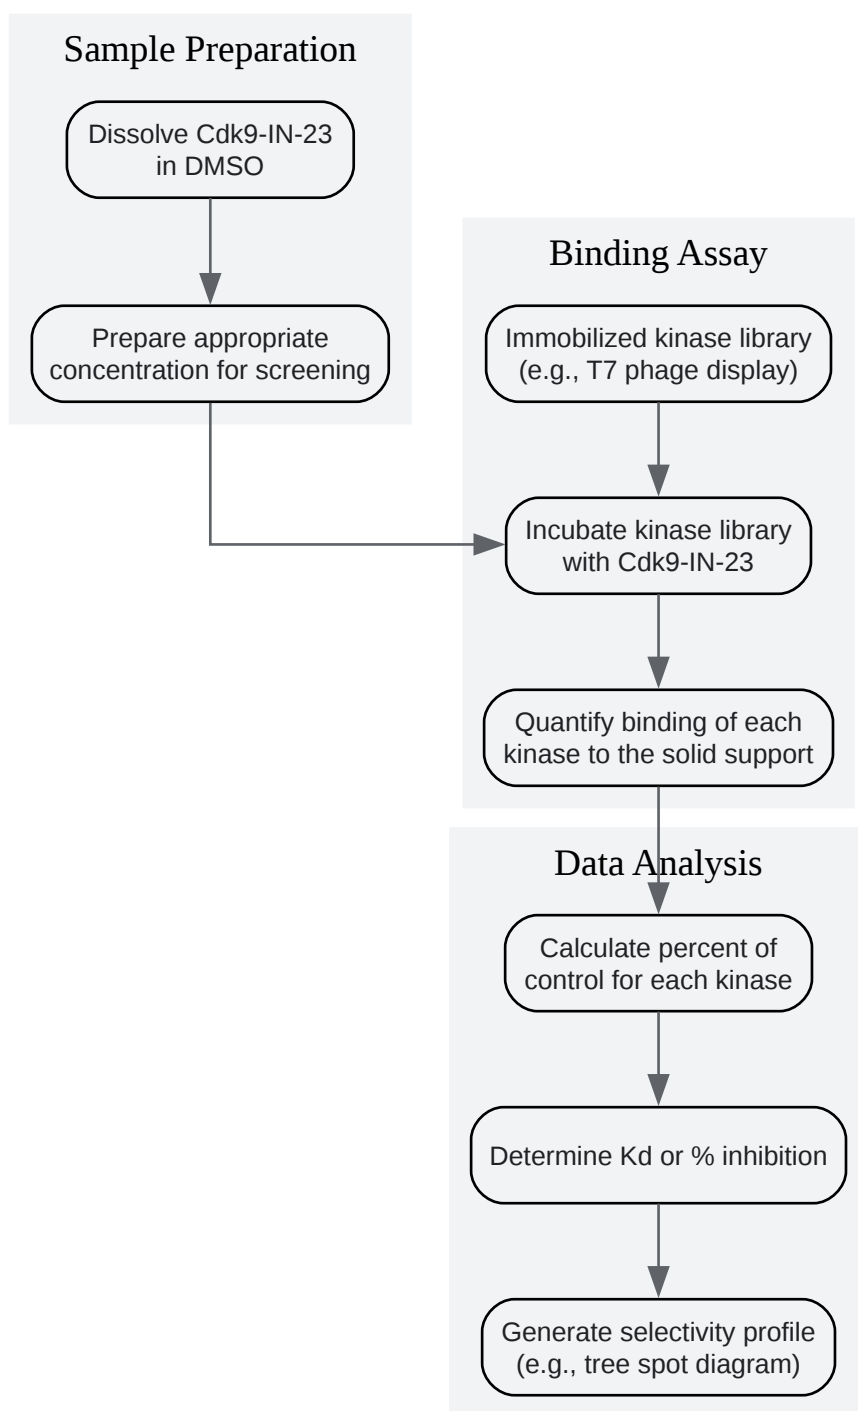 Sample Preparation
Dissolve Cdk9-IN-23
in DMSO
Prepare appropriate
concentration for screening
Binding Assay
Immobilized kinase library
(e.g., T7 phage display)
Incubate kinase library
with Cdk9-IN-23
Quantify binding of each
kinase to the solid support
Data Analysis
Calculate percent of
control for each kinase
Determine Kd or % inhibition
Generate selectivity profile
(e.g., tree spot diagram)